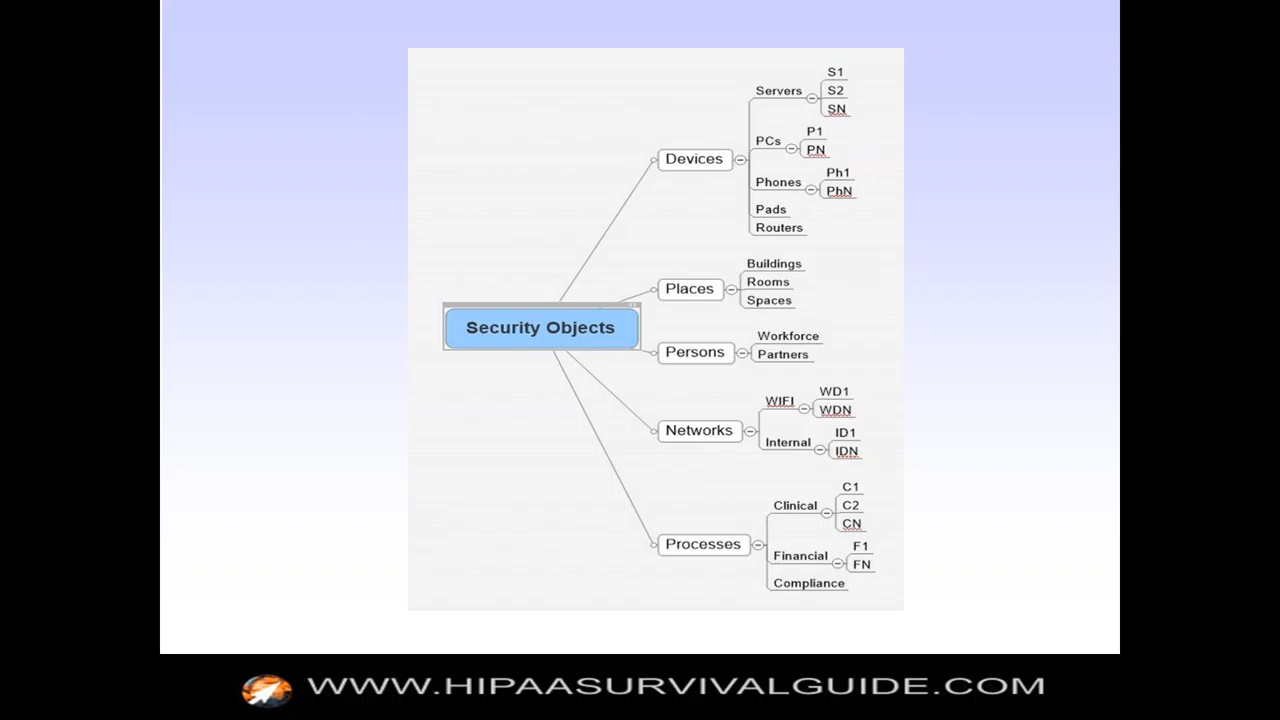 Security Objects
Devices
Servers
S1
S2
SN
PCs
P1
PN
Phones
Ph1
PhN
Pads
Routers
Places
Buildings
Rooms
Spaces
Persons
Workforce
Partners
Networks
WIFI
WD1
WDN
Internal
ID1
IDN
Processes
Clinical
C1
C2
CN
Financial
F1
FN
Compliance
WWW.HIPAASURVIVALGUIDE.COM